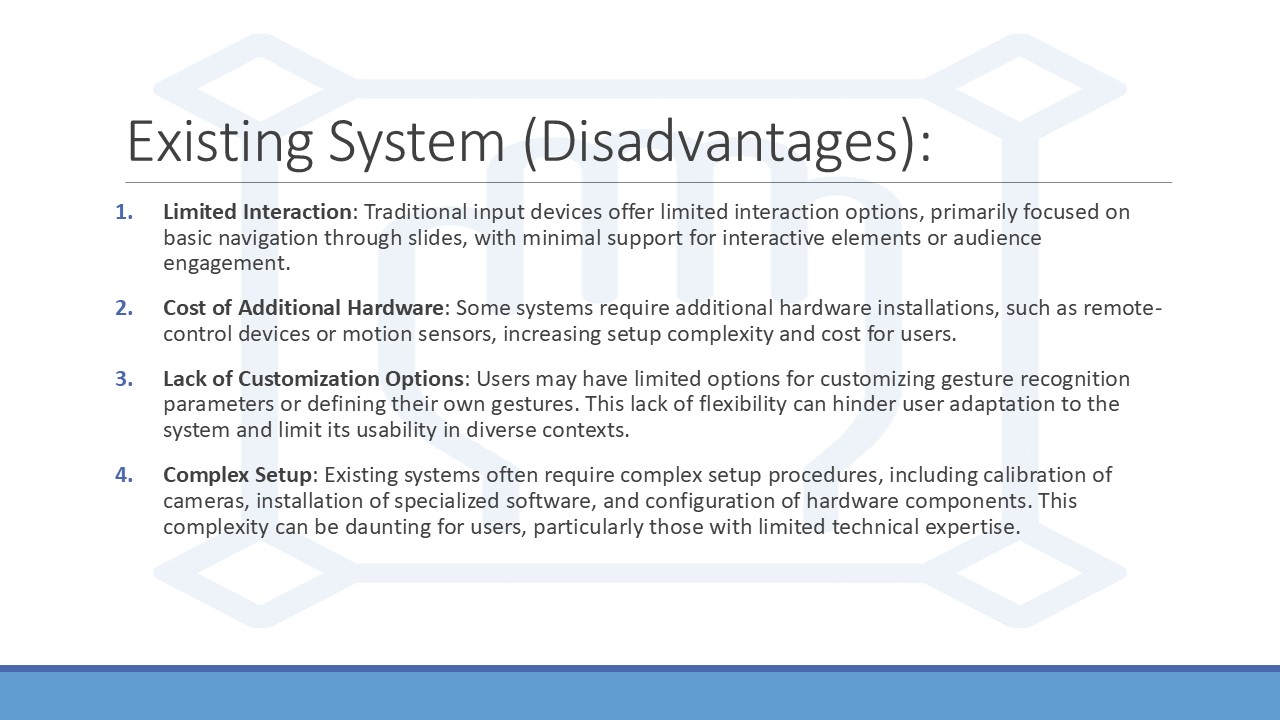 Existing System (Disadvantages):
1. Limited Interaction: Traditional input devices offer limited interaction options, primarily focused on
basic navigation through slides, with minimal support for interactive elements or audience
engagement.
2. Cost of Additional Hardware: Some systems require additional hardware installations, such as remote-
control devices or motion sensors, increasing setup complexity and cost for users.
3. Lack of Customization Options: Users may have limited options for customizing gesture recognition
parameters or defining their own gestures. This lack of flexibility can hinder user adaptation to the
system and limit its usability in diverse contexts.
4. Complex Setup: Existing systems often require complex setup procedures, including calibration of
cameras, installation of specialized software, and configuration of hardware components. This
complexity can be daunting for users, particularly those with limited technical expertise.